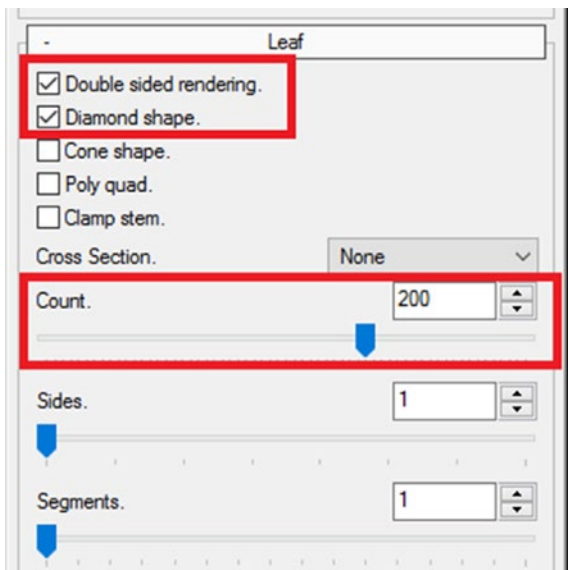 - Leaf
Double sided rendering.
Diamond shape.
Cone shape.
Poly quad.
Clamp stem.
Cross Section. None
Count. 200
Sides. 1
Segments. 1